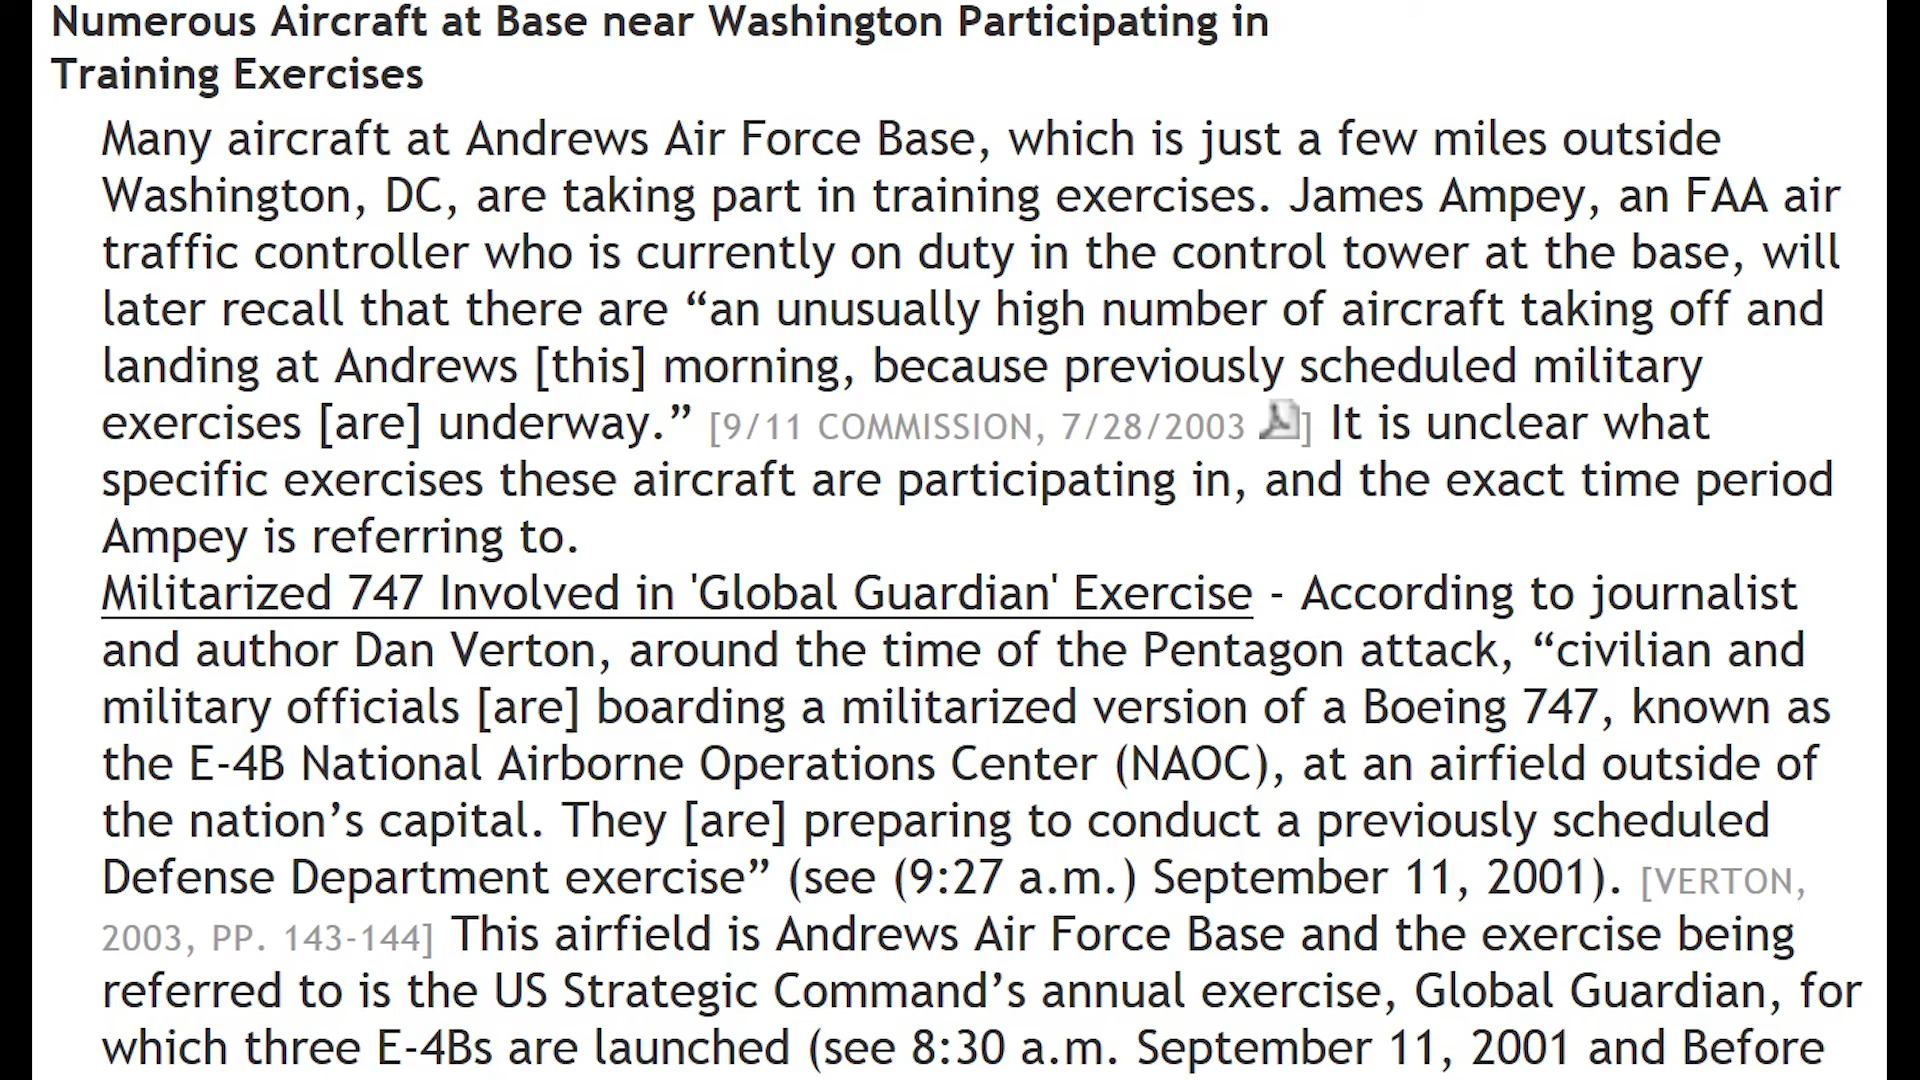 Numerous Aircraft at Base near Washington Participating in
Training Exercises
Many aircraft at Andrews Air Force Base, which is just a few miles outside
Washington, DC, are taking part in training exercises. James Ampey, an FAA air
traffic controller who is currently on duty in the control tower at the base, will
later recall that there are “an unusually high number of aircraft taking off and
landing at Andrews [this] morning, because previously scheduled military
exercises [are] underway.” [9/11 COMMISSION, 7/28/2003 ] It is unclear what
specific exercises these aircraft are participating in, and the exact time period
Ampey is referring to.
Militarized 747 Involved in 'Global Guardian' Exercise - According to journalist
and author Dan Verton, around the time of the Pentagon attack, “civilian and
military officials [are] boarding a militarized version of a Boeing 747, known as
the E-4B National Airborne Operations Center (NAOC), at an airfield outside of
the nation’s capital. They [are] preparing to conduct a previously scheduled
Defense Department exercise” (see (9:27 a.m.) September 11, 2001). [VERTON,
2003, PP. 143-144] This airfield is Andrews Air Force Base and the exercise being
referred to is the US Strategic Command’s annual exercise, Global Guardian, for
which three E-4Bs are launched (see 8:30 a.m. September 11, 2001 and Before